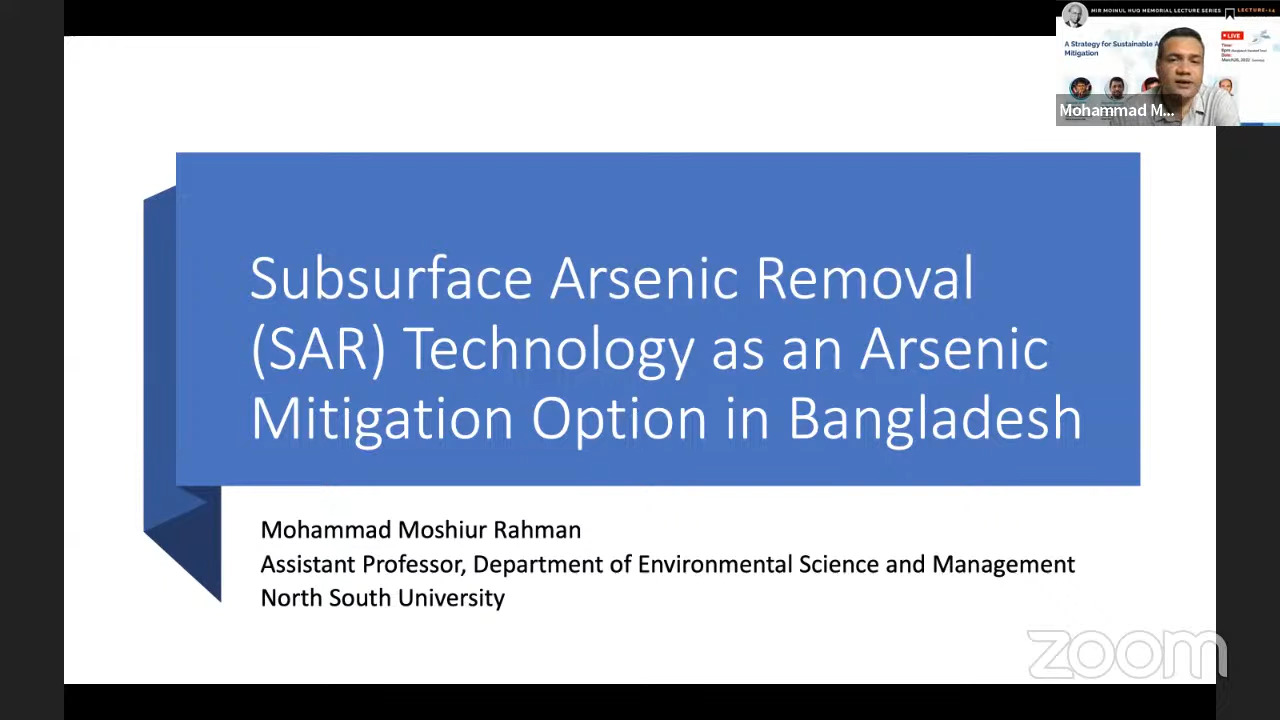 MIR MOINUL HUQ MEMORIAL LECTURE SERIES
LECTURE-14
A Strategy for Sustainable
Mitigation
LIVE
Time:
Date:
Mohammad M...
Subsurface Arsenic Removal
(SAR) Technology as an Arsenic
Mitigation Option in Bangladesh
Mohammad Moshiur Rahman
Assistant Professor, Department of Environmental Science and Management
North South University
zoom